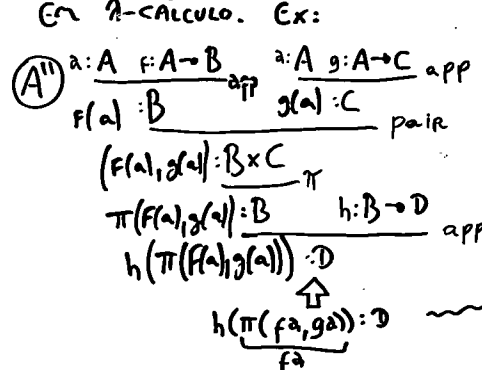 Em λ-CALCULO. Ex:
A'' a:A f:A→B app a:A g:A→C app
f(a):B g(a):C pair
(f(a),g(a)):B×C π
π(f(a),g(a)):B h:B→D app
h(π(f(a),g(a))):D
⇧
h(π(fa,ga)):D
fa